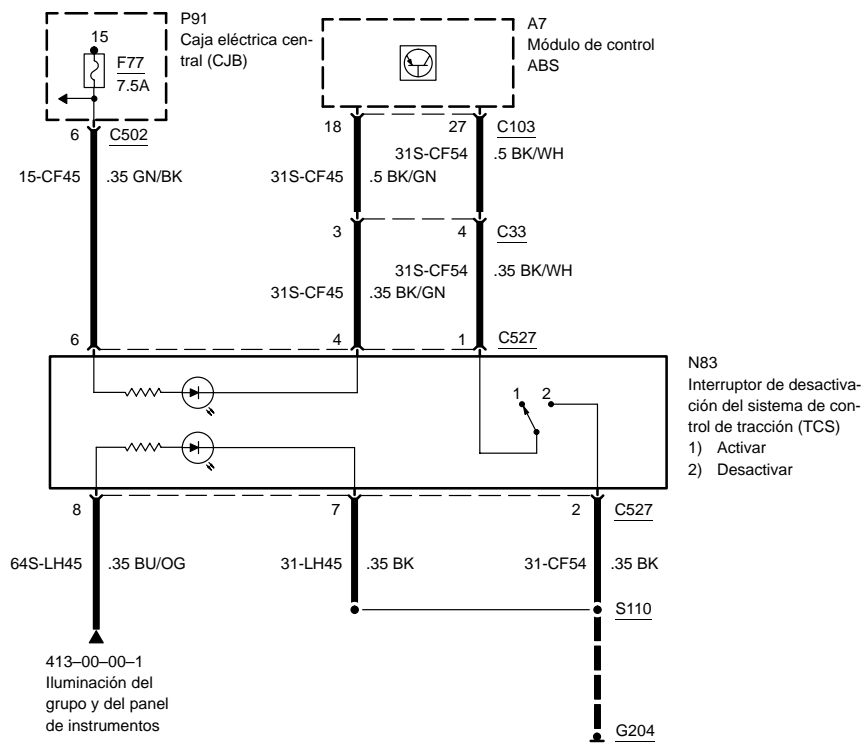 P91
Caja eléctrica cen-
tral (CJB)
15
F77
7.5A
A7
Módulo de control
ABS
6
C502
18
27
C103
15-CF45
.35 GN/BK
31S-CF45
.5 BK/GN
31S-CF54
.5 BK/WH
3
4
C33
31S-CF45
.35 BK/GN
31S-CF54
.35 BK/WH
6
4
1
C527
N83
Interruptor de desactiva-
ción del sistema de con-
trol de tracción (TCS)
1) Activar
2) Desactivar
1
2
8
7
2
C527
64S-LH45
.35 BU/OG
31-LH45
.35 BK
31-CF54
.35 BK
S110
413–00–00–1
Iluminación del
grupo y del panel
de instrumentos
G204